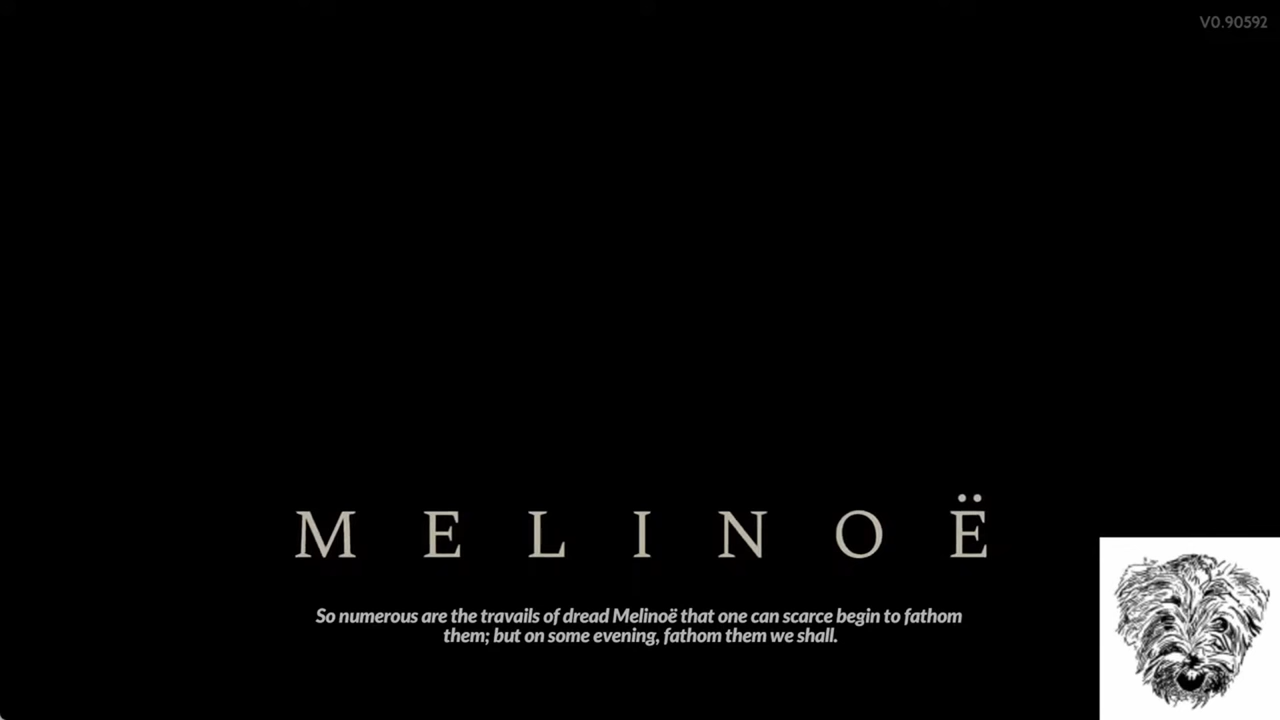 V0.90592
MELINOË
So numerous are the travails of dread Melinoë that one can scarce begin to fathom
them; but on some evening, fathom them we shall.